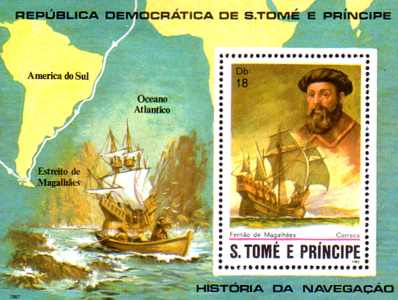 REPÚBLICA DEMOCRÁTICA DE S.TOMÉ E PRÍNCIPE
America do Sul
Oceano
Atlantico
Estreito de
Magalhães
Db
18
Fernão de Magalhães Carraca
S. TOMÉ E PRÍNCIPE
HISTÓRIA DA NAVEGAÇÃO